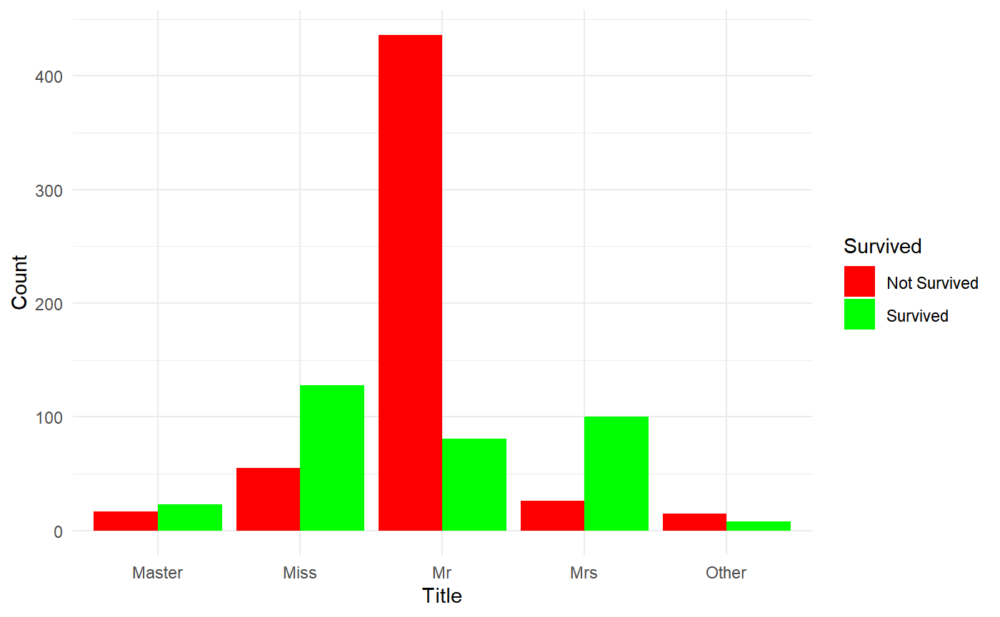 400
300
200
100
0
Count
Master Miss Mr Mrs Other
Title
Survived
Not Survived
Survived